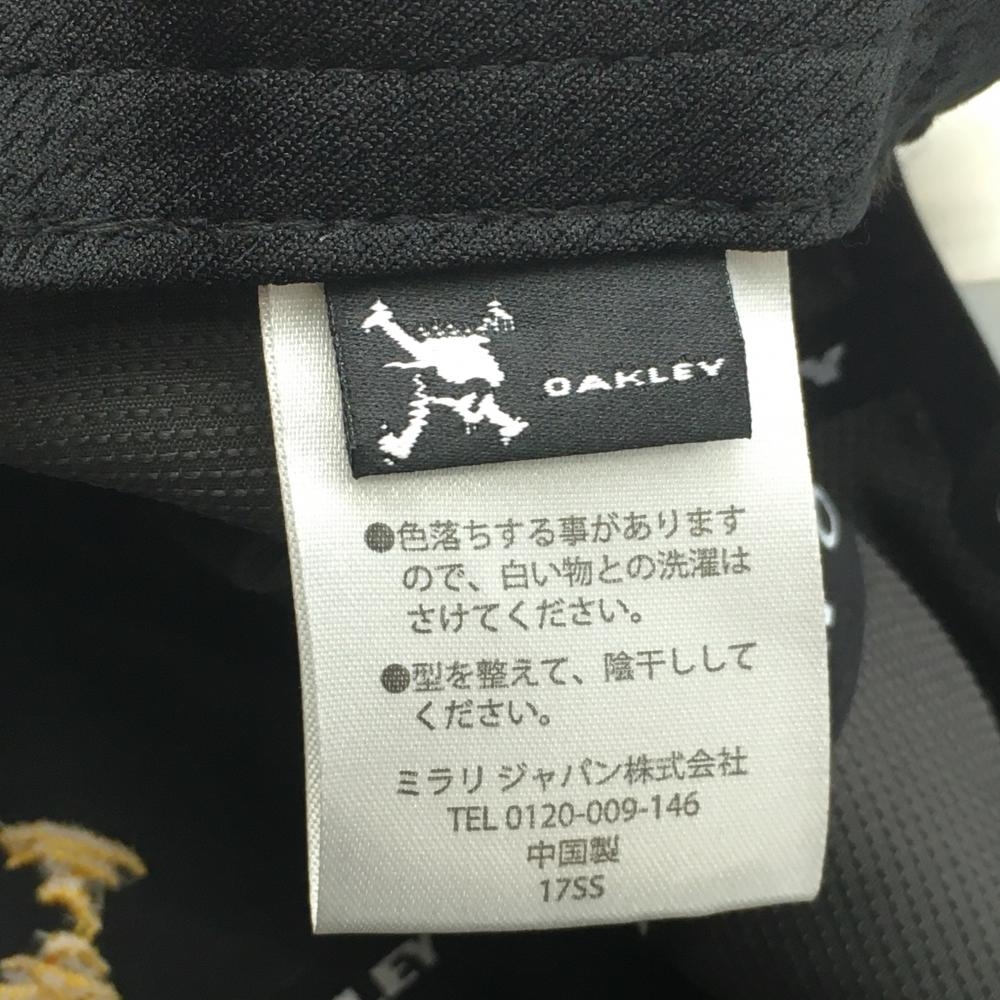 OAKLEY
●色落ちする事があります
ので、白い物との洗濯は
さけてください。
●型を整えて、陰干しして
ください。
ミラリ ジャパン株式会社
TEL 0120-009-146
中国製
17SS